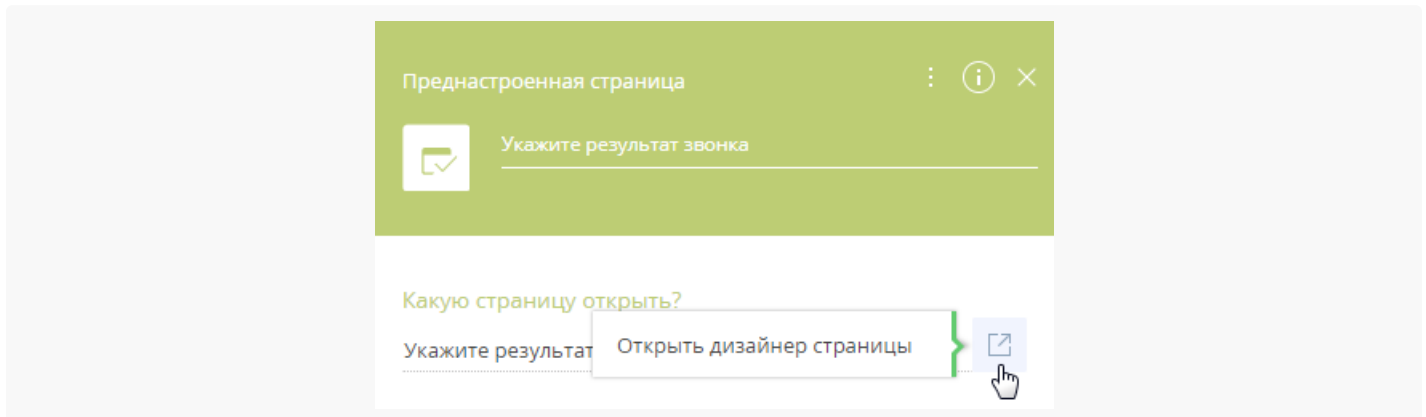 Преднастроенная страница
Укажите результат звонка
Какую страницу открыть?
Укажите результат
Открыть дизайнер страницы